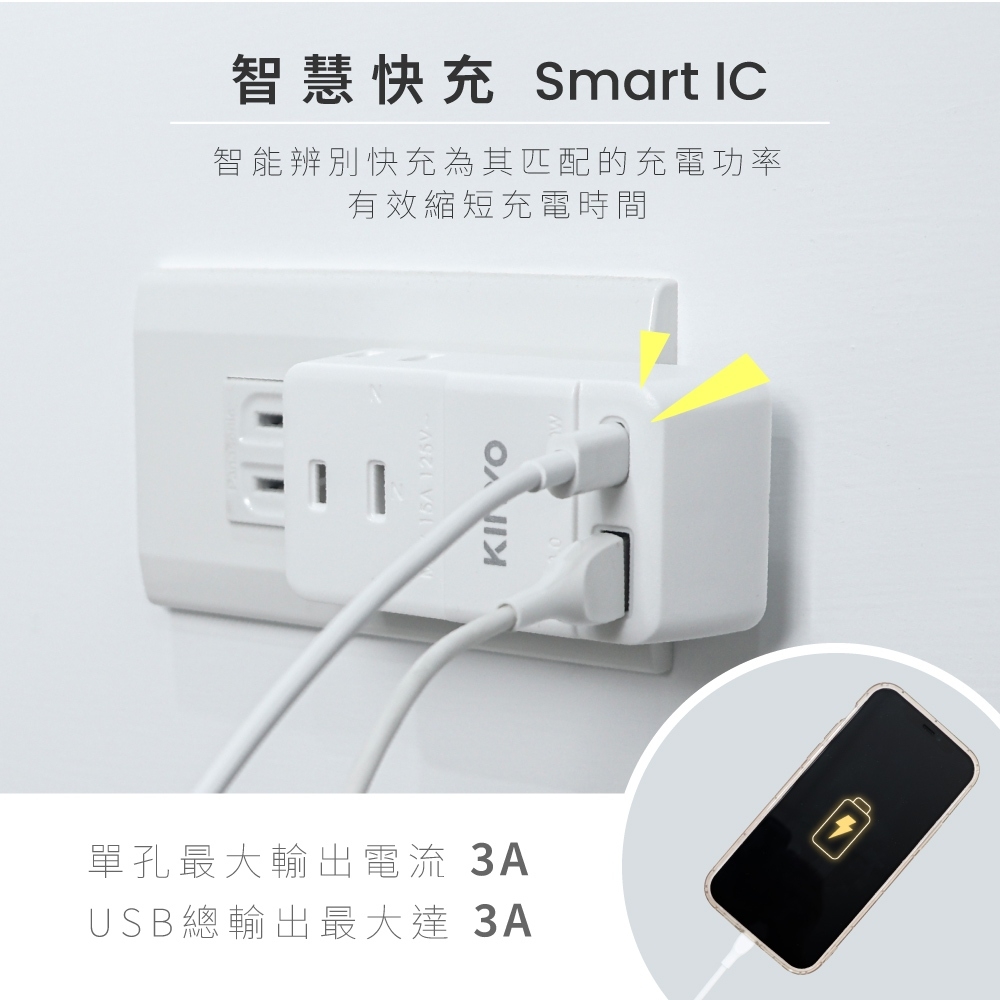 智慧快充 Smart IC
智能辨別快充為其匹配的充電功率
有效縮短充電時間
15A 125V~
單孔最大輸出電流 3A
USB總輸出最大達 3A